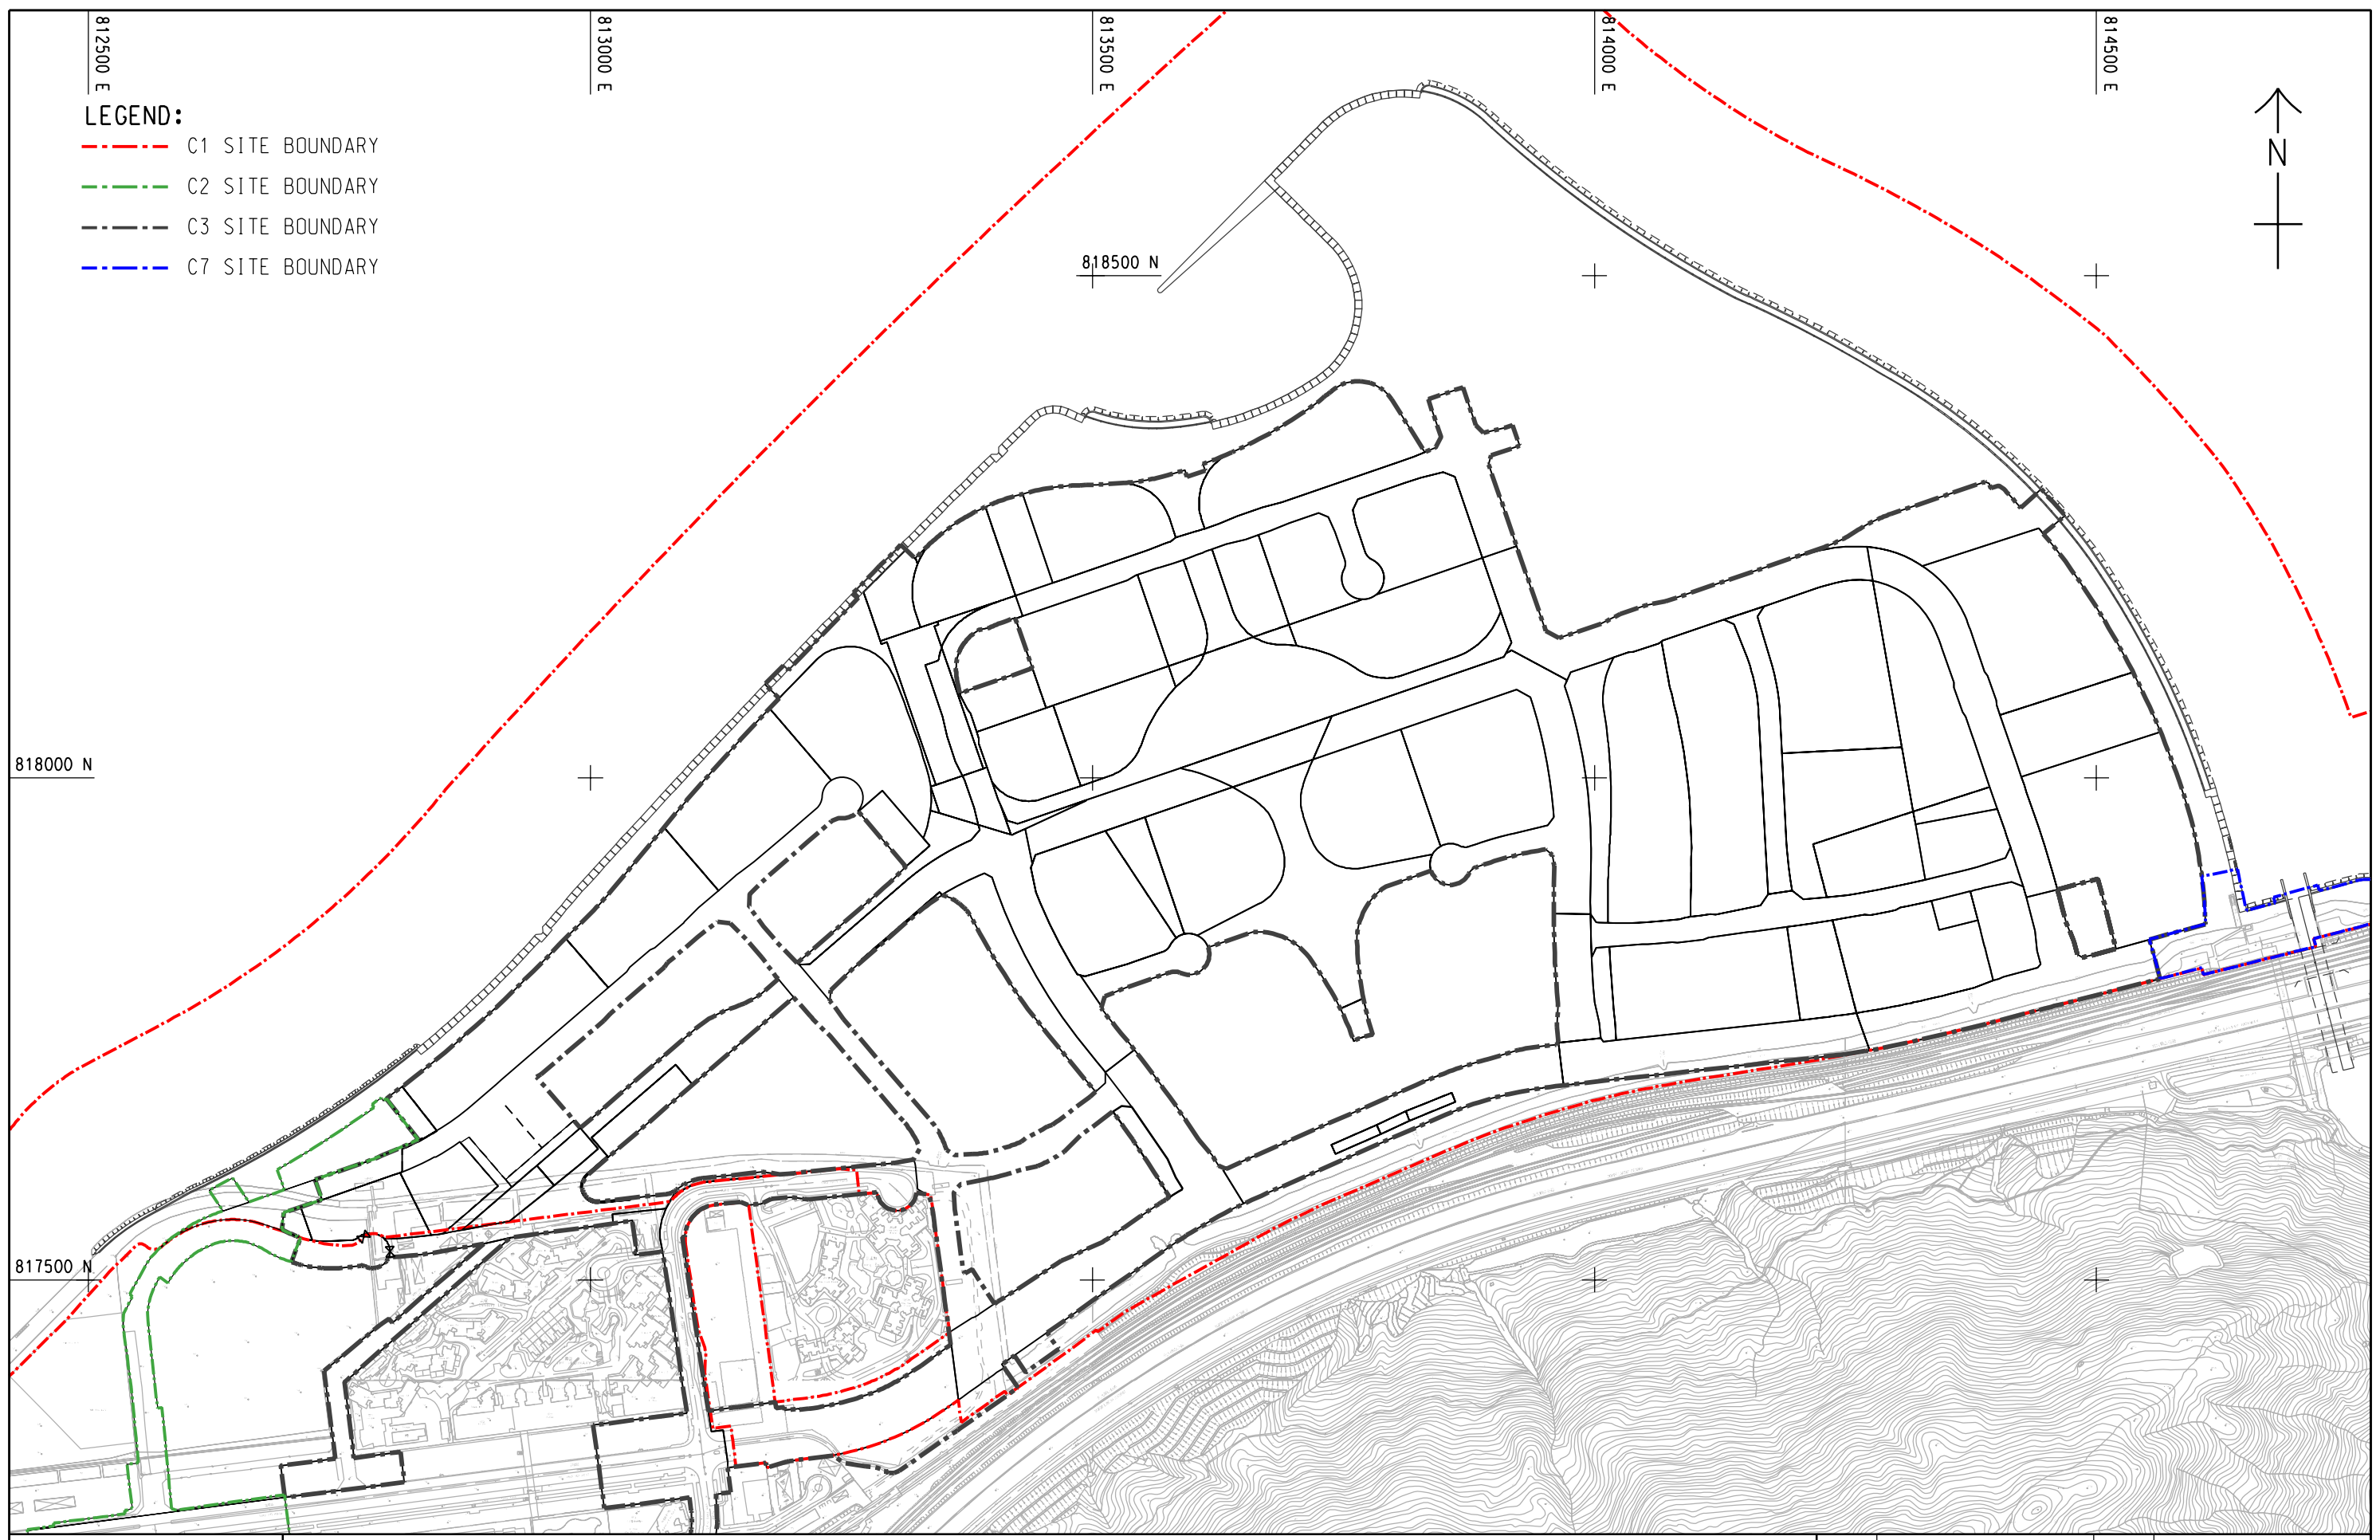 812500 E
813000 E
813500 E
814000 E
814500 E
LEGEND:
C1 SITE BOUNDARY
C2 SITE BOUNDARY
C3 SITE BOUNDARY
C7 SITE BOUNDARY
N
818500 N
818000 N
817500 N